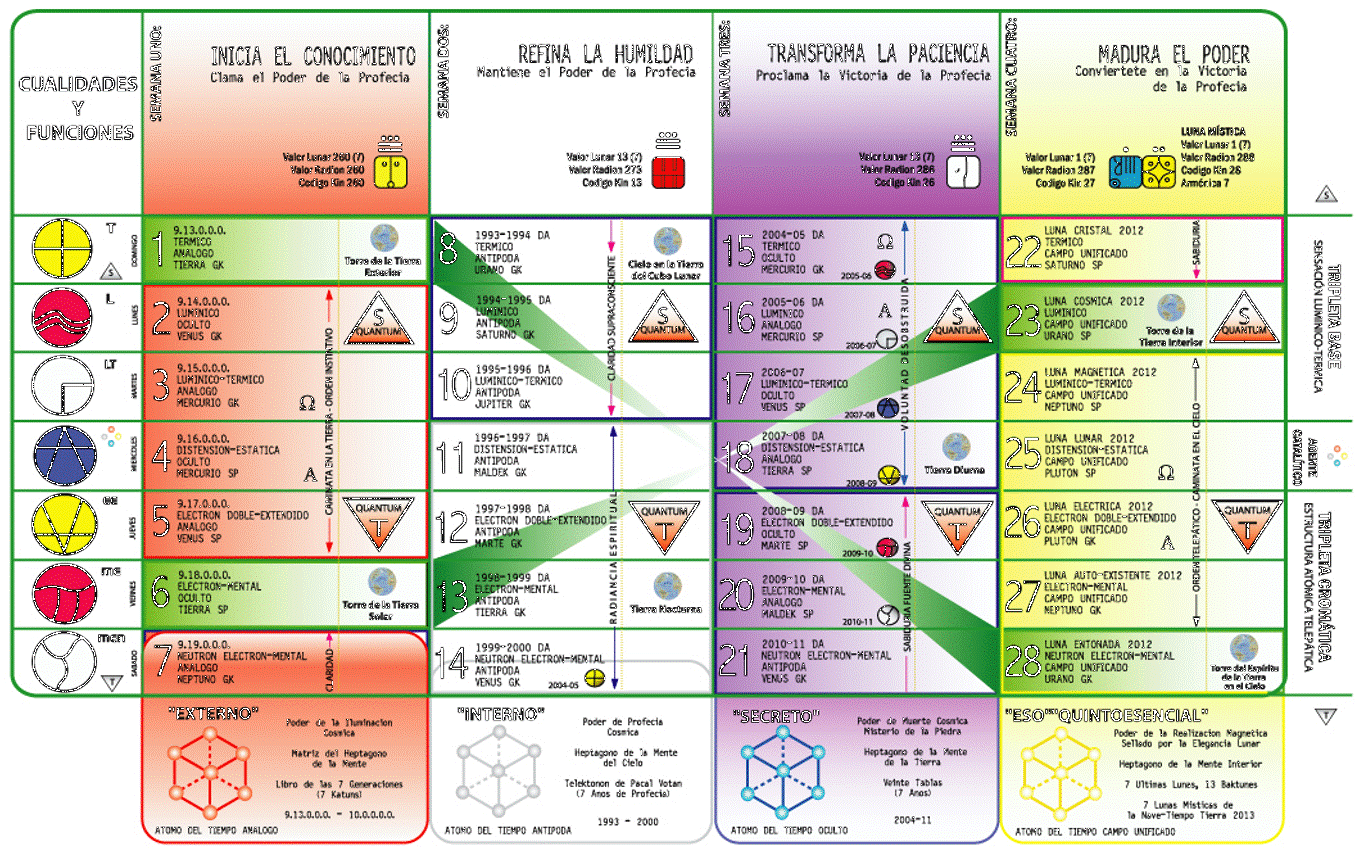 CUALIDADES
Y
FUNCIONES
SEMANA UNO:
INICIA EL CONOCIMIENTO
Clama el Poder de la Profecia
Valor Lunar 260 (7)
Valor Radion 260
Codigo Kin 260
SEMANA DOS:
REFINA LA HUMILDAD
Mantiene el Poder de la Profecia
Valor Lunar 13 (7)
Valor Radion 273
Codigo Kin 13
SEMANA TRES:
TRANSFORMA LA PACIENCIA
Proclama la Victoria de la Profecia
Valor Lunar 13 (7)
Valor Radion 286
Codigo Kin 26
SEMANA CUATRO:
MADURA EL PODER
Conviertete en la Victoria
de la Profecia
Valor Lunar 1 (7)
Valor Radion 287
Codigo Kin 27
LUNA MÍSTICA
Valor Lunar 1 (7)
Valor Radion 288
Codigo Kin 28
Armónica 7
S
T
DOMINGO
S
L
LUNES
LT
MARTES
MIERCOLES
JUEVES
VIERNES
SABADO
T
1
9.13.0.0.0.
TERMICO
ANALOGO
TIERRA GK
Torre de la Tierra
Exterior
2
9.14.0.0.0.
LUMINICO
OCULTO
VENUS GK
S
QUANTUM
3
9.15.0.0.0.
LUMINICO-TERMICO
ANALOGO
MERCURIO GK
Ω
4
9.16.0.0.0.
DISTENSION-ESTATICA
OCULTO
MERCURIO SP
A
5
9.17.0.0.0.
ELECTRON DOBLE-EXTENDIDO
ANALOGO
VENUS SP
QUANTUM
T
CAMINATA EN LA TIERRA - ORDEN INSTINTIVO
6
9.18.0.0.0.
ELECTRON-MENTAL
OCULTO
TIERRA SP
Torre de la Tierra
Solar
7
9.19.0.0.0.
NEUTRON ELECTRON-MENTAL
ANALOGO
NEPTUNO GK
CLARIDAD
8
1993-1994 DA
TERMICO
ANTIPODA
URANO GK
Cielo en la Tierra
del Cubo Lunar
9
1994-1995 DA
LUMINICO
ANTIPODA
SATURNO GK
S
QUANTUM
10
1995-1996 DA
LUMINICO-TERMICO
ANTIPODA
JUPITER GK
CLARIDAD SUPRACONSCIENTE
11
1996-1997 DA
DISTENSION-ESTATICA
ANTIPODA
MALDEK GK
12
1997-1998 DA
ELECTRON DOBLE-EXTENDIDO
ANTIPODA
MARTE GK
QUANTUM
T
13
1998-1999 DA
ELECTRON-MENTAL
ANTIPODA
TIERRA GK
Tierra Nocturna
14
1999-2000 DA
NEUTRON ELECTRON-MENTAL
ANTIPODA
VENUS GK
2004-05
RADIANCIA ESPIRITUAL
15
2004-05 DA
TERMICO
OCULTO
MERCURIO GK
Ω
2005-06
16
2005-06 DA
LUMINICO
ANALOGO
MERCURIO SP
A
2006-07
S
QUANTUM
17
2006-07
LUMINICO-TERMICO
OCULTO
VENUS SP
2007-08
18
2007-08 DA
DISTENSION-ESTATICA
ANALOGO
TIERRA SP
2008-09
Tierra Diurna
VOLUNTAD DESOBSTRUIDA
19
2008-09 DA
ELECTRON DOBLE-EXTENDIDO
OCULTO
MARTE SP
2009-10
QUANTUM
T
20
2009-10 DA
ELECTRON-MENTAL
ANALOGO
MALDEK SP
2010-11
21
2010-11 DA
NEUTRON ELECTRON-MENTAL
ANTIPODA
VENUS GK
SABIDURIA FUENTE DIVINA
22
LUNA CRISTAL 2012
TERMICO
CAMPO UNIFICADO
SATURNO SP
SABIDURIA
23
LUNA COSMICA 2012
LUMINICO
CAMPO UNIFICADO
URANO SP
Torre de la
Tierra Interior
S
QUANTUM
24
LUNA MAGNETICA 2012
LUMINICO-TERMICO
CAMPO UNIFICADO
NEPTUNO SP
25
LUNA LUNAR 2012
DISTENSION-ESTATICA
CAMPO UNIFICADO
PLUTON SP
Ω
26
LUNA ELECTRICA 2012
ELECTRON DOBLE-EXTENDIDO
CAMPO UNIFICADO
PLUTON GK
A
QUANTUM
T
27
LUNA AUTO-EXISTENTE 2012
ELECTRON-MENTAL
CAMPO UNIFICADO
NEPTUNO GK
ORDEN TELEPÁTICO - CAMINATA EN EL CIELO
28
LUNA ENTONADA 2012
NEUTRON ELECTRON-MENTAL
CAMPO UNIFICADO
URANO GK
Torre del Espiritu
de la Tierra
en el Cielo
TRIPLETA BASE
SENSACIÓN LUMÍNICO-TERMICA
AGENTE
CATALÍTICO
TRIPLETA CROMÁTICA
ESTRUCTURA ATÓMICA TELEPÁTICA
T
"EXTERNO"
Poder de la Iluminacion
Cosmica
Matriz del Heptagono
de la Mente
Libro de las 7 Generaciones
(7 Katuns)
9.13.0.0.0. - 10.0.0.0.0.
ATOMO DEL TIEMPO ANALOGO
"INTERNO"
Poder de Profecia
Cosmica
Heptagono de la Mente
del Cielo
Telektonon de Pacal Votan
(7 Anos de Profecia)
1993 - 2000
ATOMO DEL TIEMPO ANTIPODA
"SECRETO"
Poder de Muerte Cosmica
Misterio de la Piedra
Heptagono de la Mente
de la Tierra
Veinte Tablas
(7 Anos)
2004-11
ATOMO DEL TIEMPO OCULTO
"ESO" "QUINTOESENCIAL"
Poder de la Realizacion Magnetica
Sellado por la Elegancia Lunar
Heptagono de la Mente Interior
7 Ultimas Lunas, 13 Baktunes
7 Lunas Misticas de
la Nave-Tiempo Tierra 2013
ATOMO DEL TIEMPO CAMPO UNIFICADO